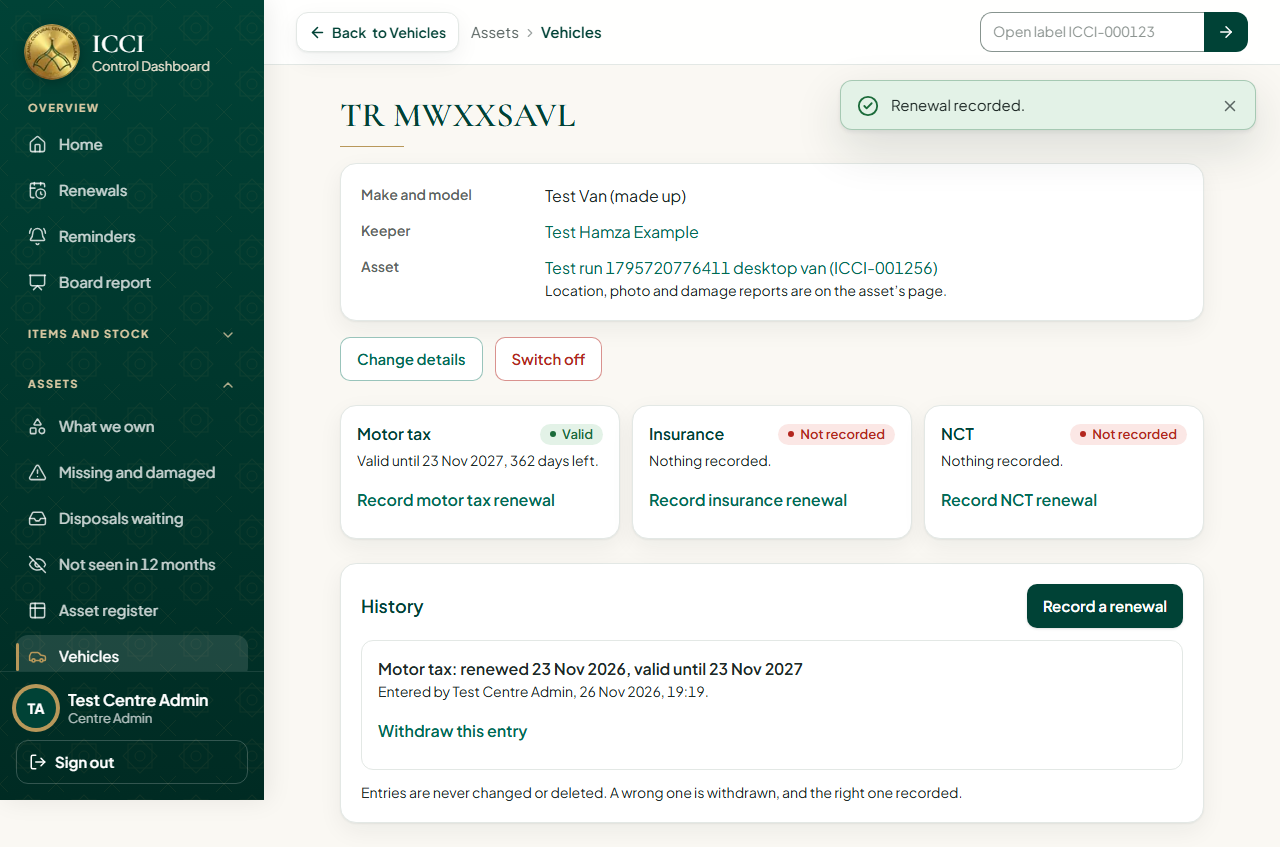 ICCI
Control Dashboard
OVERVIEW
Home
Renewals
Reminders
Board report
ITEMS AND STOCK
ASSETS
What we own
Missing and damaged
Disposals waiting
Not seen in 12 months
Asset register
Vehicles
TA
Test Centre Admin
Centre Admin
Sign out
Back to Vehicles
Assets
Vehicles
Open label ICCI-000123
Renewal recorded.
TR MWXXSAVL
Make and model
Test Van (made up)
Keeper
Test Hamza Example
Asset
Test run 1795720776411 desktop van (ICCI-001256)
Location, photo and damage reports are on the asset’s page.
Change details
Switch off
Motor tax
Valid
Valid until 23 Nov 2027, 362 days left.
Record motor tax renewal
Insurance
Not recorded
Nothing recorded.
Record insurance renewal
NCT
Not recorded
Nothing recorded.
Record NCT renewal
History
Record a renewal
Motor tax: renewed 23 Nov 2026, valid until 23 Nov 2027
Entered by Test Centre Admin, 26 Nov 2026, 19:19.
Withdraw this entry
Entries are never changed or deleted. A wrong one is withdrawn, and the right one recorded.